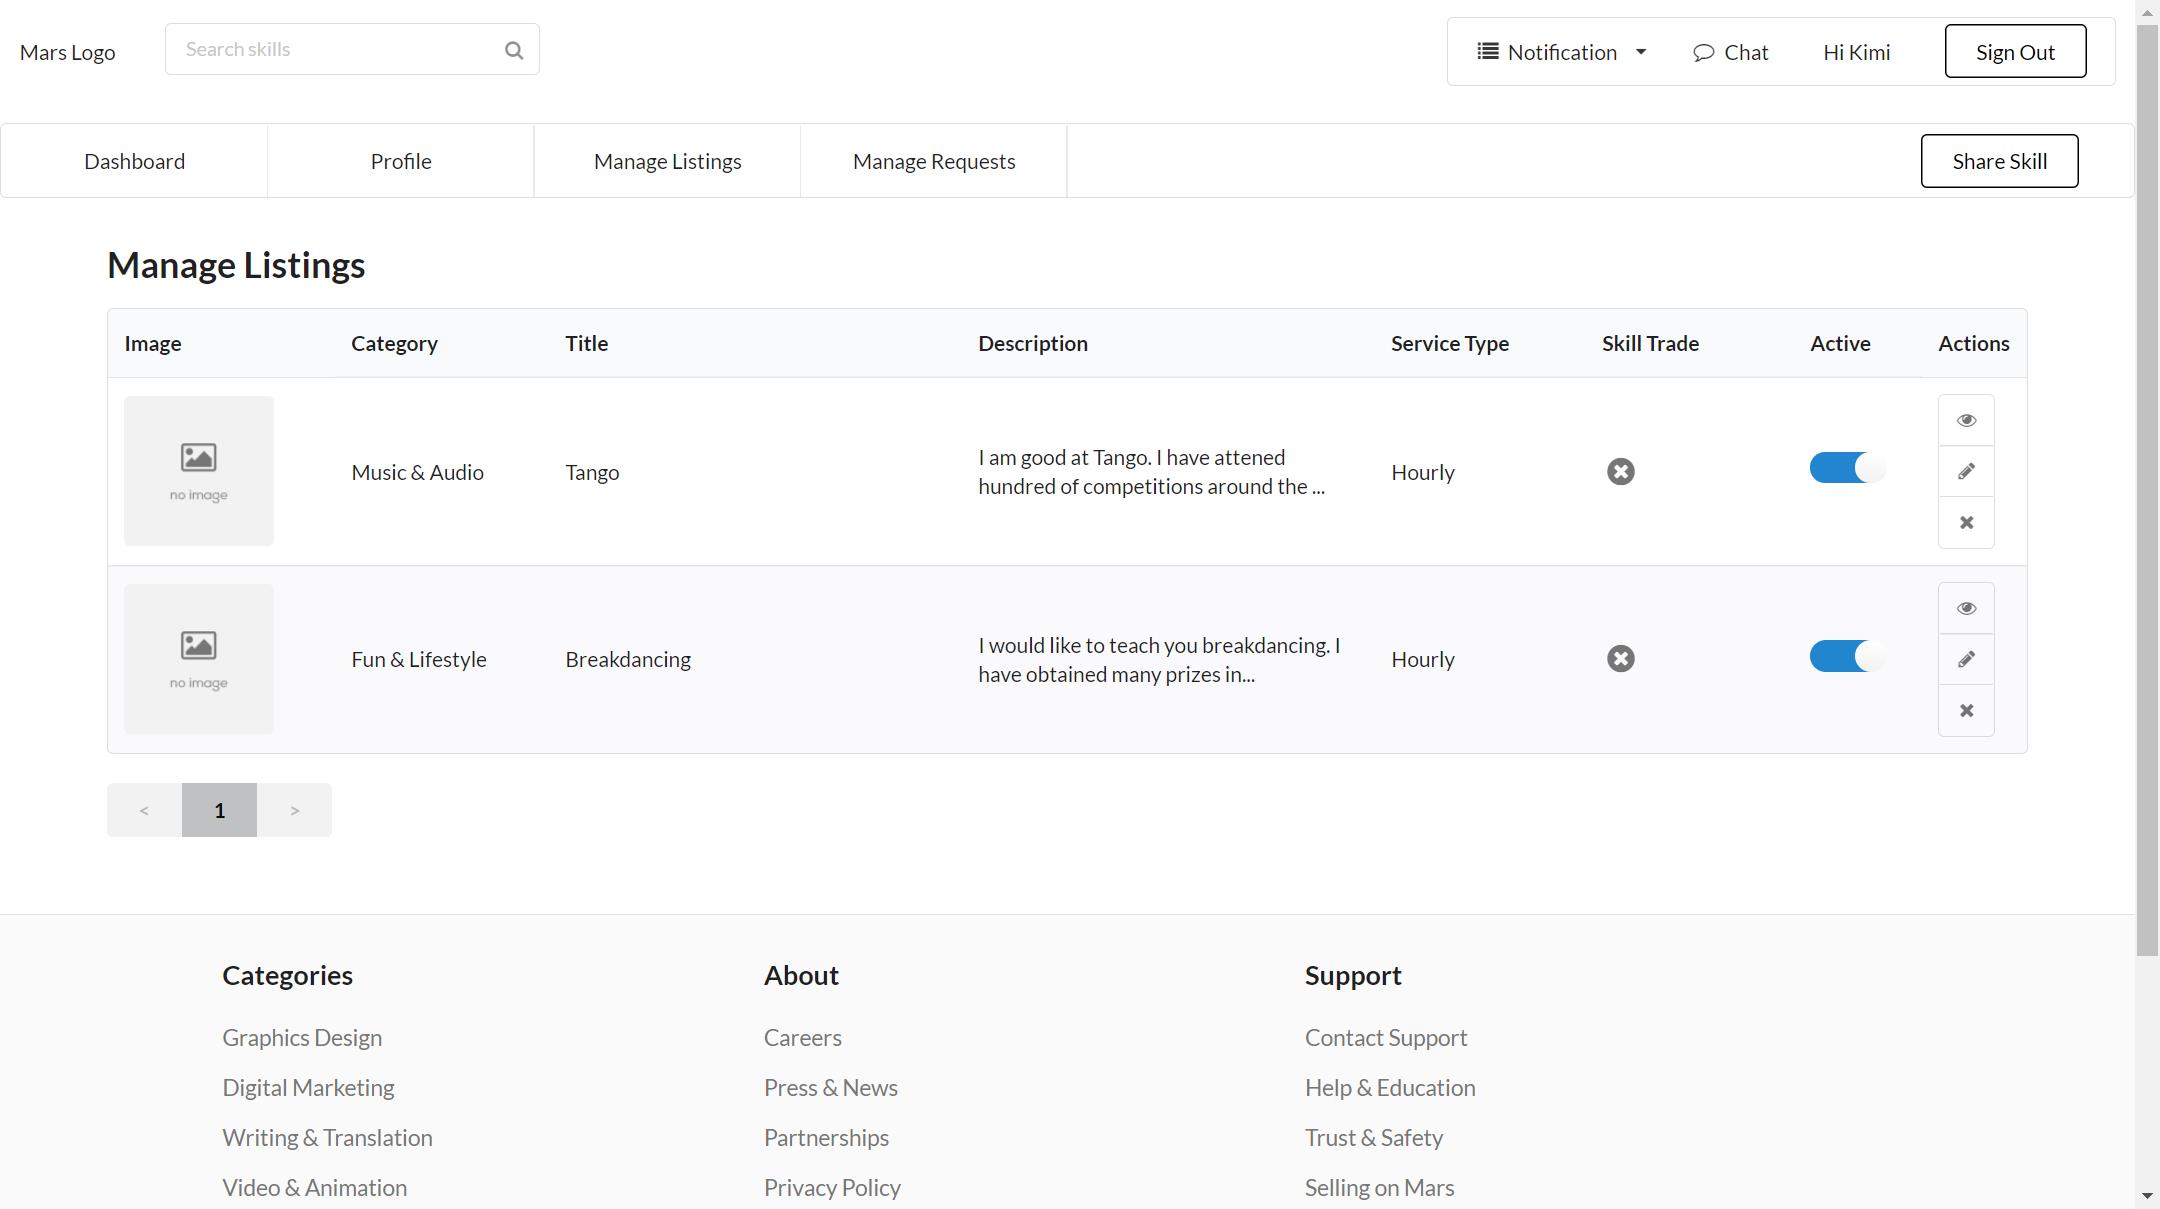 Mars Logo
Search skills
Notification
Chat
Hi Kimi
Sign Out
Dashboard
Profile
Manage Listings
Manage Requests
Share Skill
Manage Listings
Image
Category
Title
Description
Service Type
Skill Trade
Active
Actions
no image
Music & Audio
Tango
I am good at Tango. I have attened
hundred of competitions around the ...
Hourly
no image
Fun & Lifestyle
Breakdancing
I would like to teach you breakdancing. I
have obtained many prizes in...
Hourly
<
1
>
Categories
Graphics Design
Digital Marketing
Writing & Translation
Video & Animation
About
Careers
Press & News
Partnerships
Privacy Policy
Support
Contact Support
Help & Education
Trust & Safety
Selling on Mars